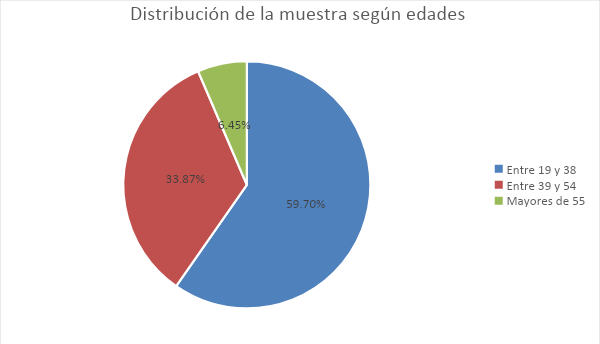 Distribución de la muestra según edades
6.45%
33.87%
59.70%
Entre 19 y 38
Entre 39 y 54
Mayores de 55